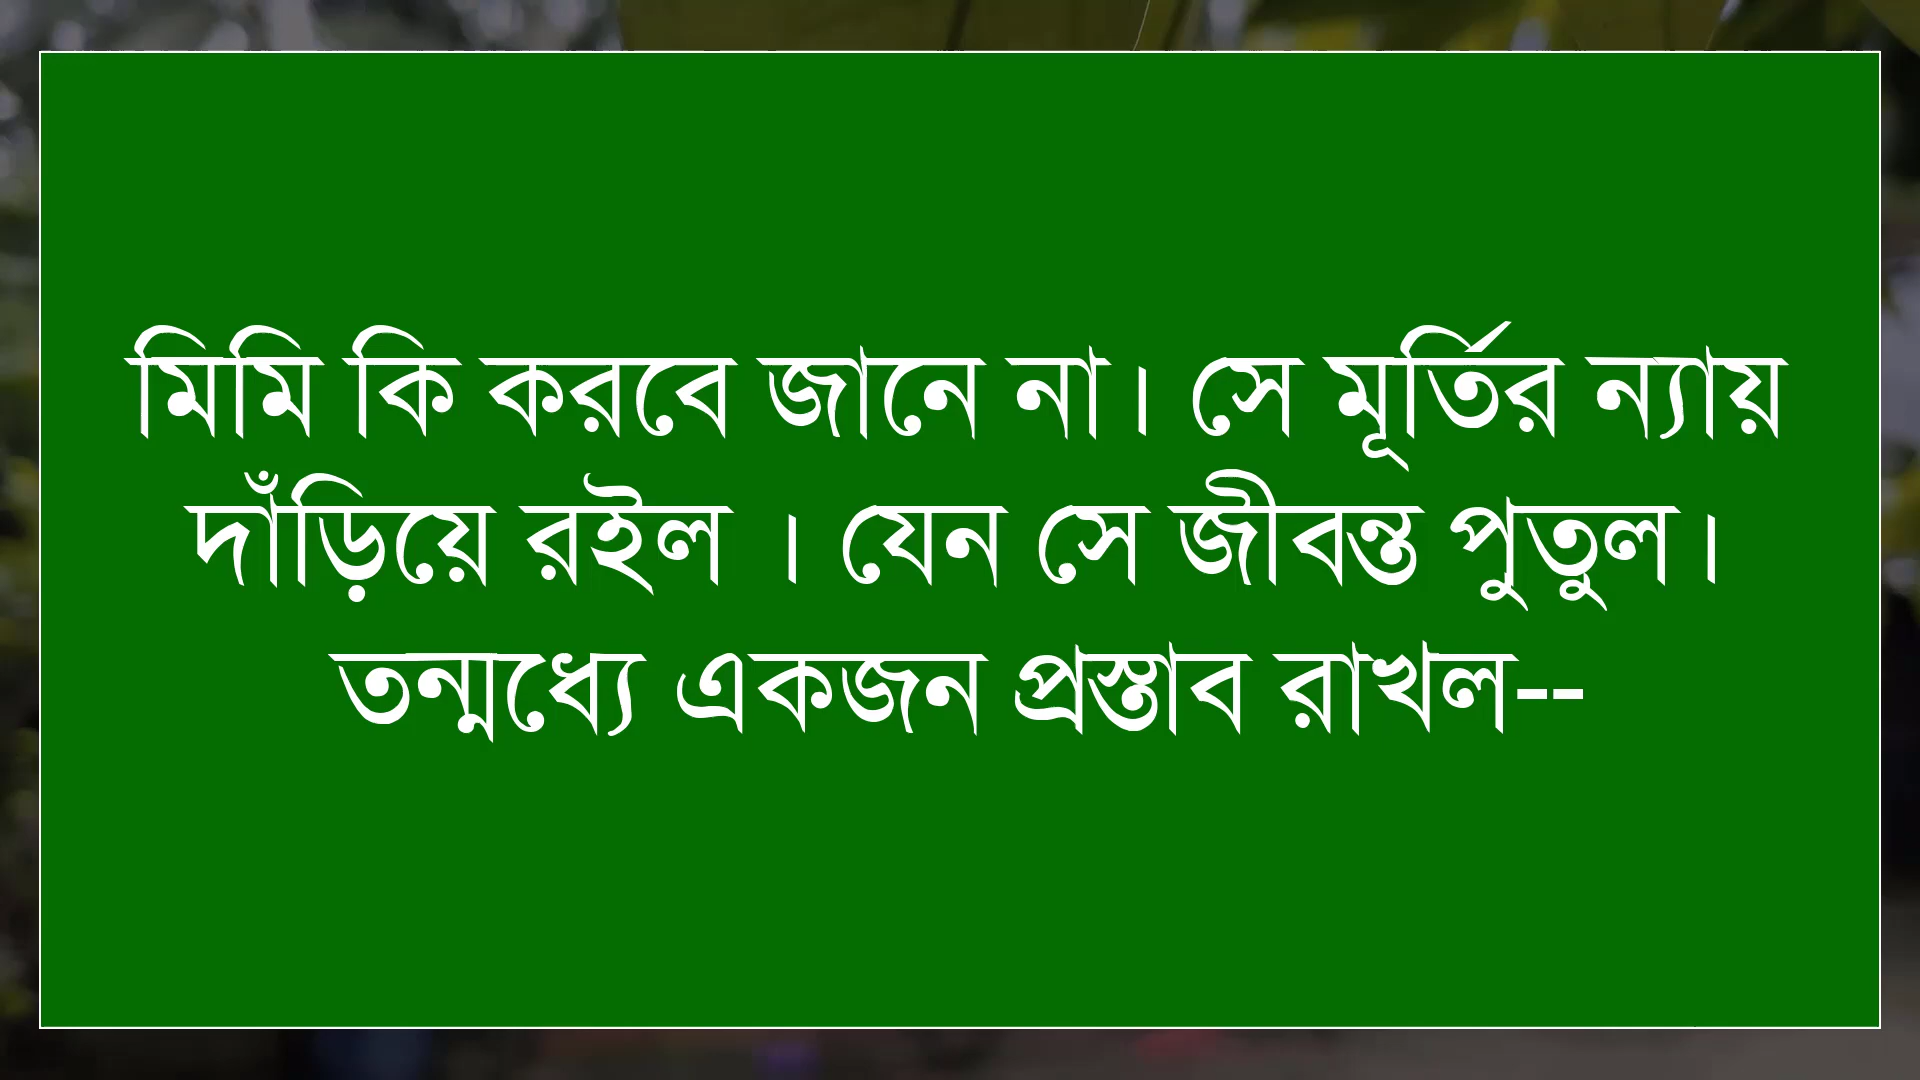 মিমি কি করবে জানে না। সে মূর্তির ন্যায়
দাঁড়িয়ে রইল । যেন সে জীবন্ত পুতুল।
তন্মধ্যে একজন প্রস্তাব রাখল--